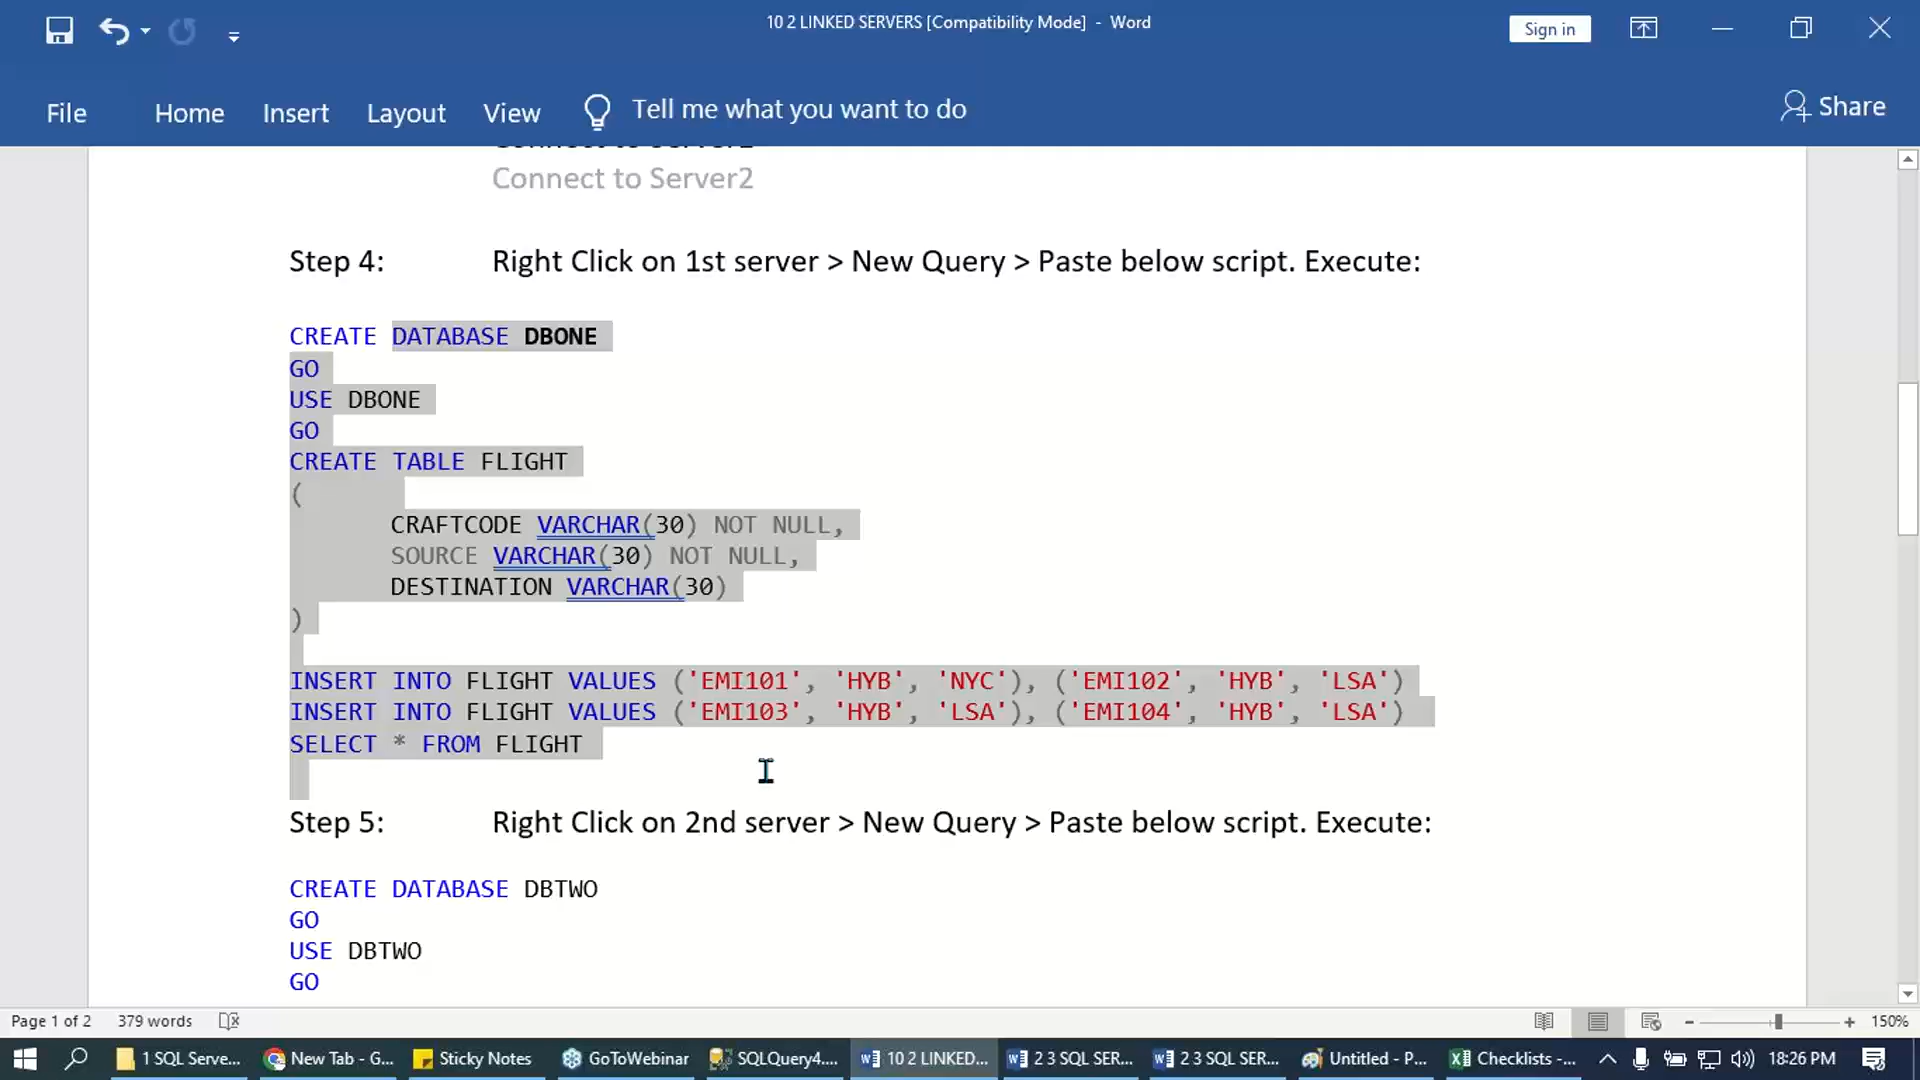 10 2 LINKED SERVERS [Compatibility Mode] - Word
Sign in
File
Home
Insert
Layout
View
Tell me what you want to do
Share
Connect to Server2
Step 4: Right Click on 1st server > New Query > Paste below script. Execute:
CREATE DATABASE DBONE
GO
USE DBONE
GO
CREATE TABLE FLIGHT
(
CRAFTCODE VARCHAR(30) NOT NULL,
SOURCE VARCHAR(30) NOT NULL,
DESTINATION VARCHAR(30)
)
INSERT INTO FLIGHT VALUES ('EMI101', 'HYB', 'NYC'), ('EMI102', 'HYB', 'LSA')
INSERT INTO FLIGHT VALUES ('EMI103', 'HYB', 'LSA'), ('EMI104', 'HYB', 'LSA')
SELECT * FROM FLIGHT
Step 5: Right Click on 2nd server > New Query > Paste below script. Execute:
CREATE DATABASE DBTWO
GO
USE DBTWO
GO
Page 1 of 2
379 words
150%
1 SQL Serve...
New Tab - G...
Sticky Notes
GoToWebinar
SQLQuery4....
10 2 LINKED...
2 3 SQL SER...
2 3 SQL SER...
Untitled - P...
Checklists -...
18:26 PM